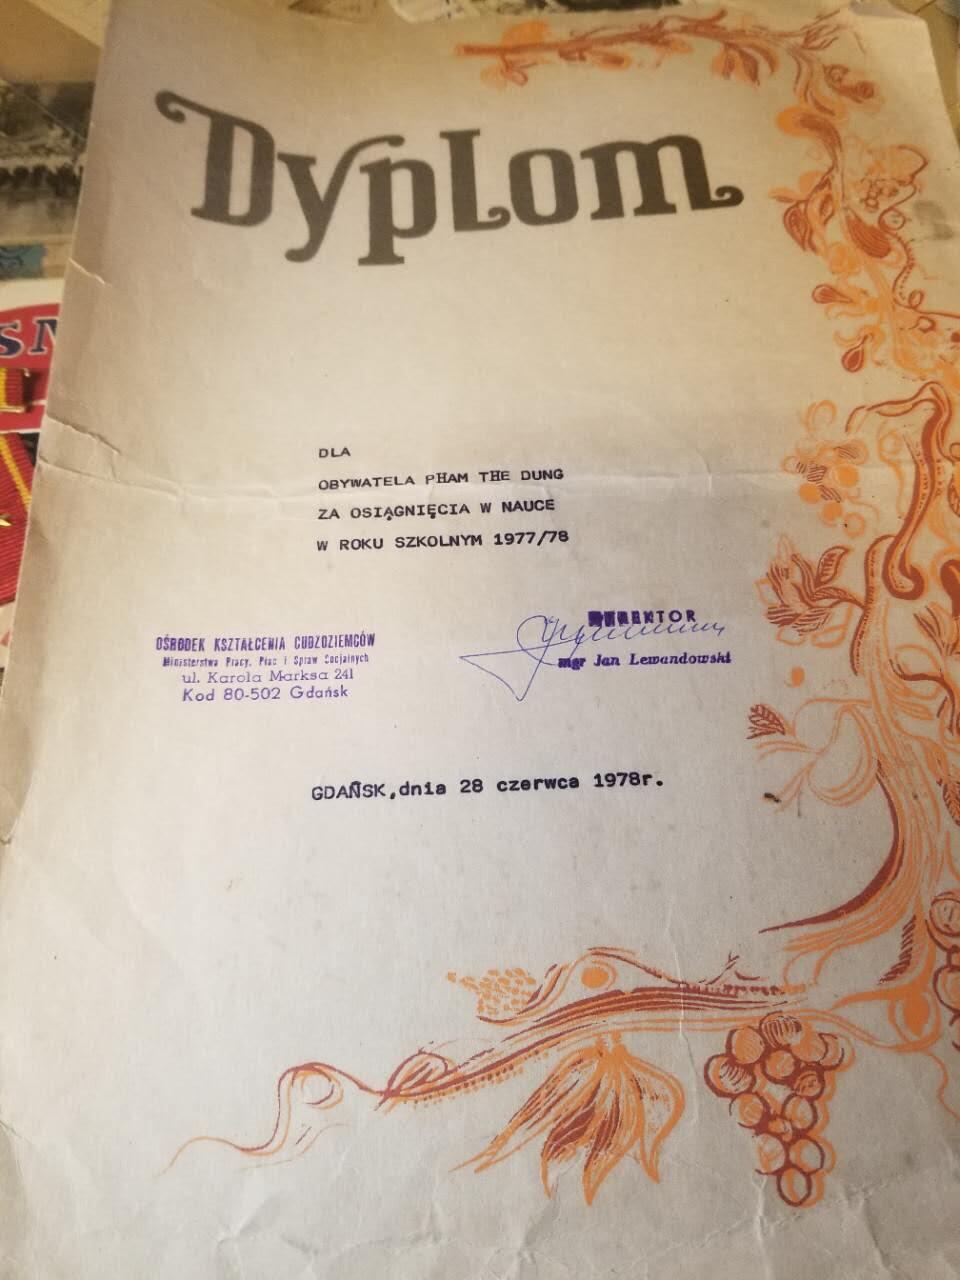 Dyplom
DLA
OBYWATELA PHAM THE DUNG
ZA OSIĄGNIĘCIA W NAUCE
W ROKU SZKOLNYM 1977/78
OŚRODEK KSZTAŁCENIA CUDZOZIEMCÓW
Ministerstwa Pracy, Płac i Spraw Socjalnych
ul. Karola Marksa 241
Kod 80-502 Gdańsk
DYREKTOR
mgr Jan Lewandowski
GDAŃSK,dnia 28 czerwca 1978r.